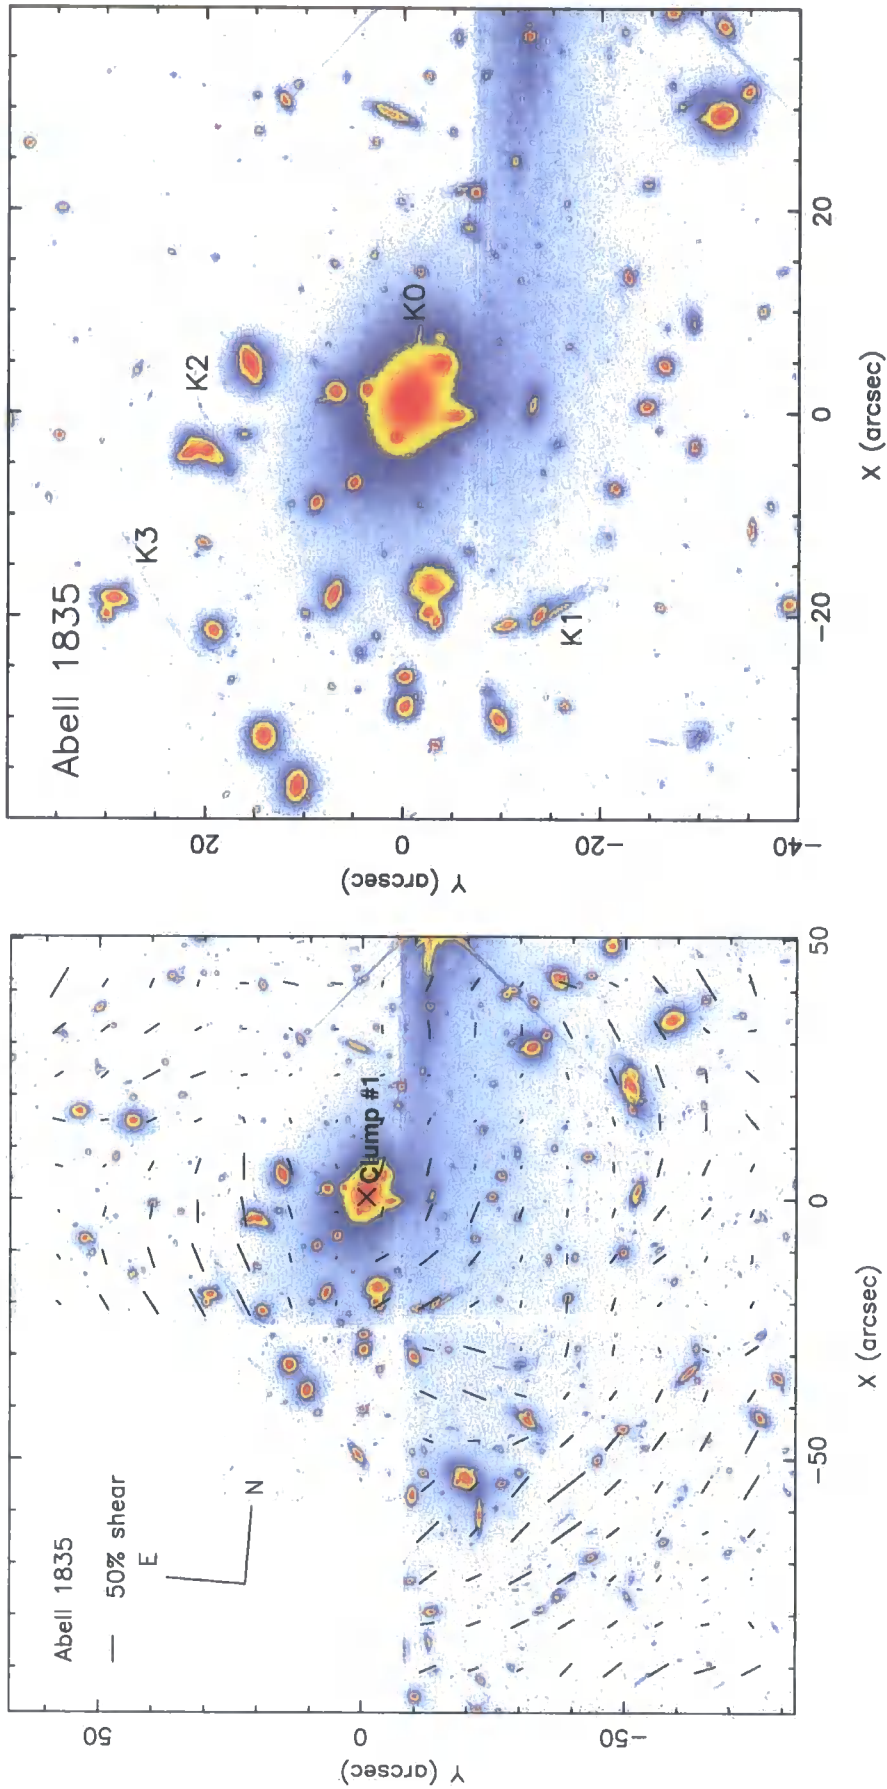 Abell 1835
50% shear
E
N
Clump #1
50
0
-50
Y (arcsec)
-50
0
50
X (arcsec)
Abell 1835
K3
K2
K0
K1
20
0
-20
-40
Y (arcsec)
-20
0
20
X (arcsec)